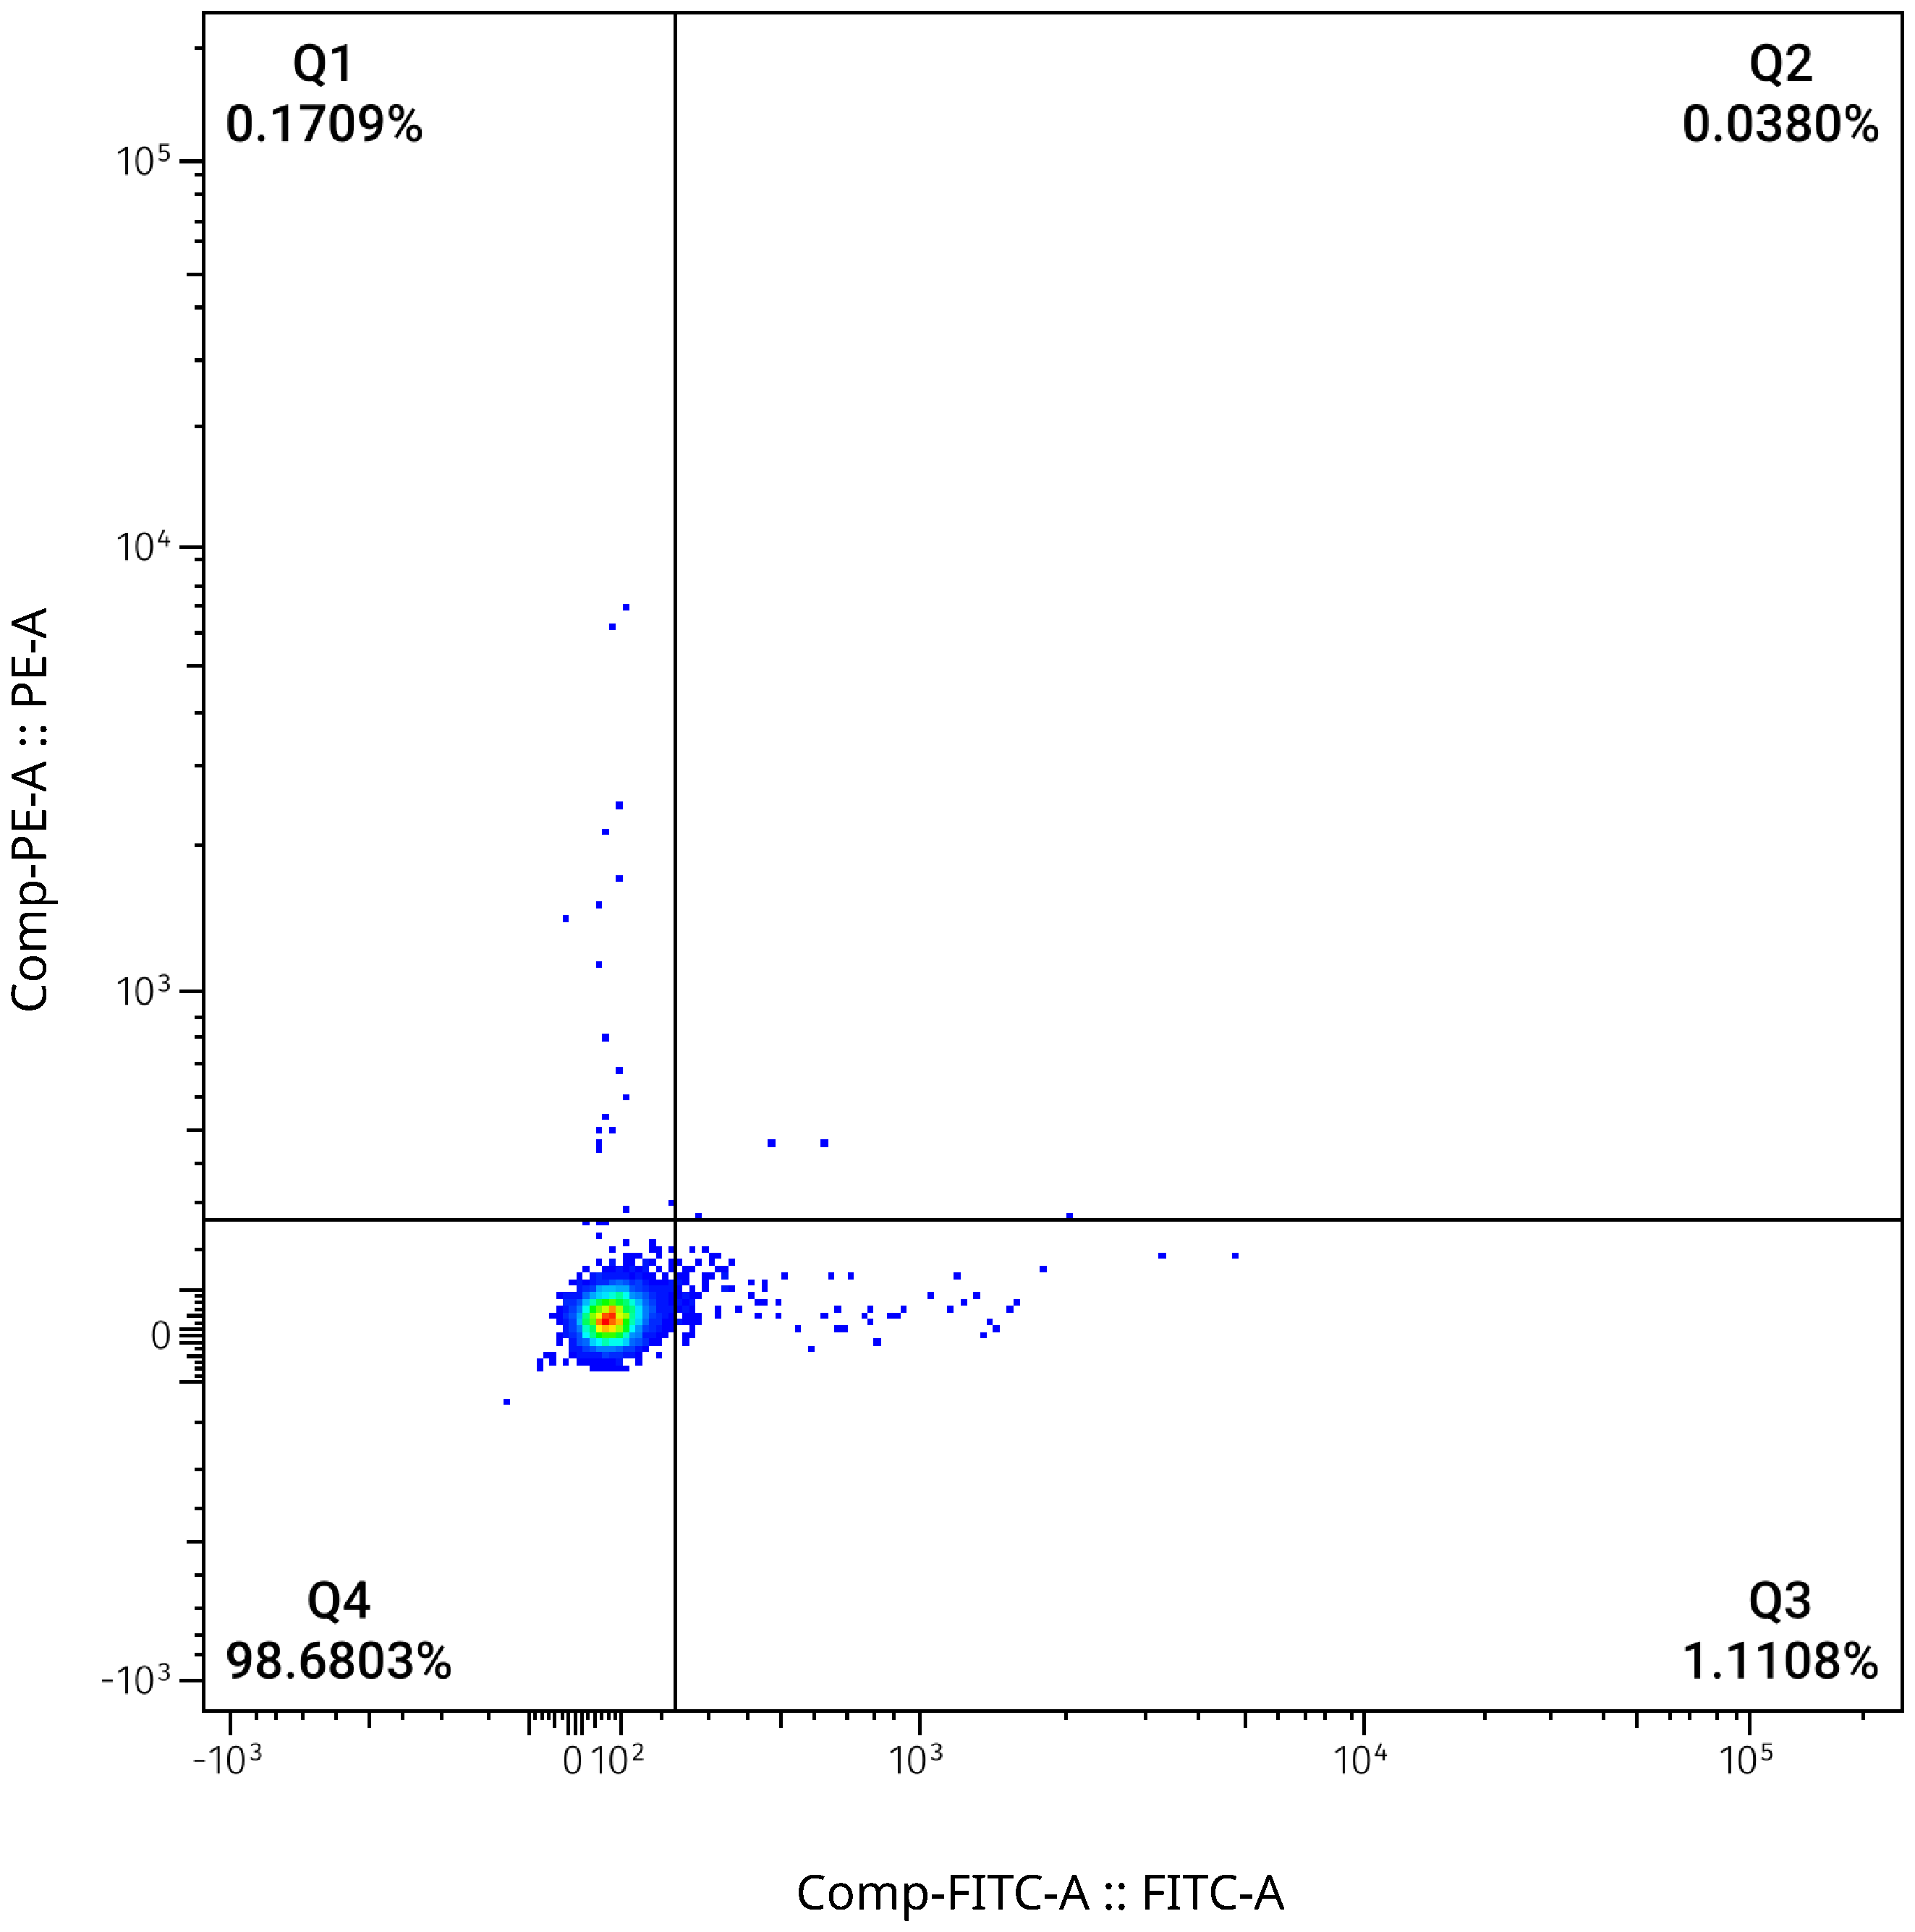 Q1
0.1709%
Q2
0.0380%
10⁵
10⁴
10³
0
-10³
Comp-PE-A :: PE-A
Q4
98.6803%
Q3
1.1108%
-10³
0
10²
10³
10⁴
10⁵
Comp-FITC-A :: FITC-A